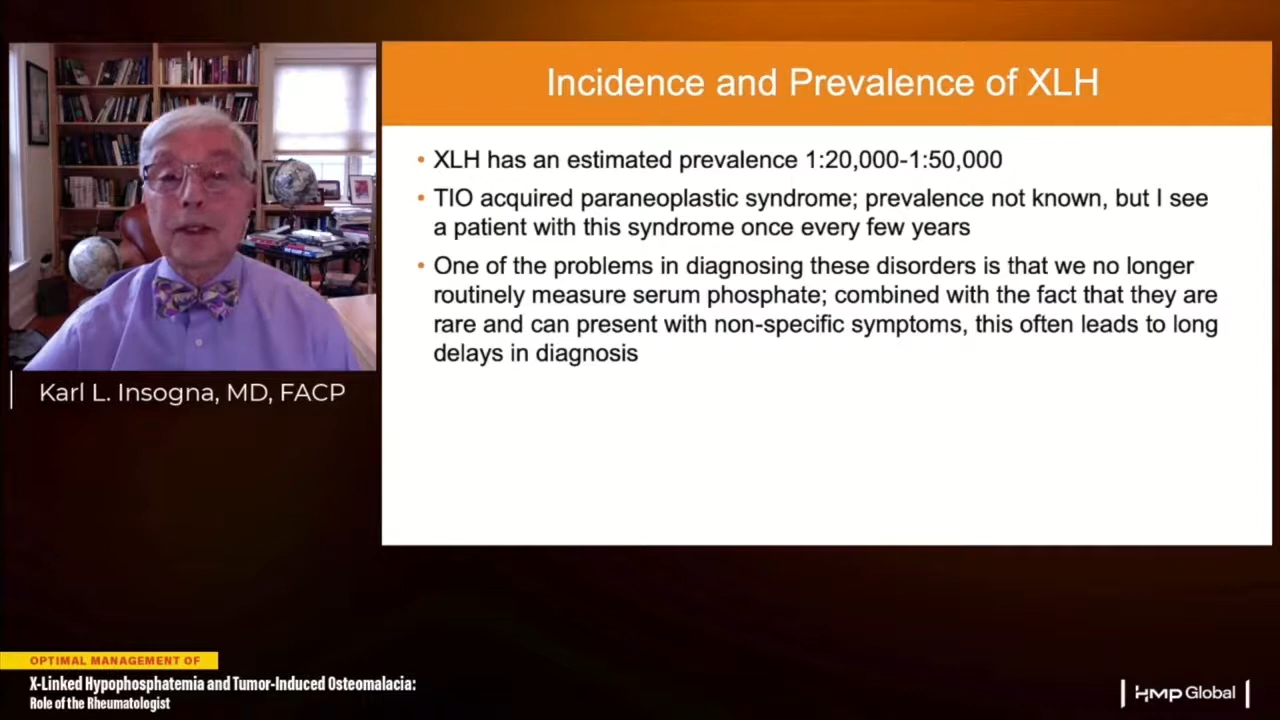 Incidence and Prevalence of XLH
• XLH has an estimated prevalence 1:20,000-1:50,000
• TIO acquired paraneoplastic syndrome; prevalence not known, but I see
a patient with this syndrome once every few years
• One of the problems in diagnosing these disorders is that we no longer
routinely measure serum phosphate; combined with the fact that they are
rare and can present with non-specific symptoms, this often leads to long
delays in diagnosis
Karl L. Insogna, MD, FACP
OPTIMAL MANAGEMENT OF
X-Linked Hypophosphatemia and Tumor-Induced Osteomalacia:
Role of the Rheumatologist
HMP Global